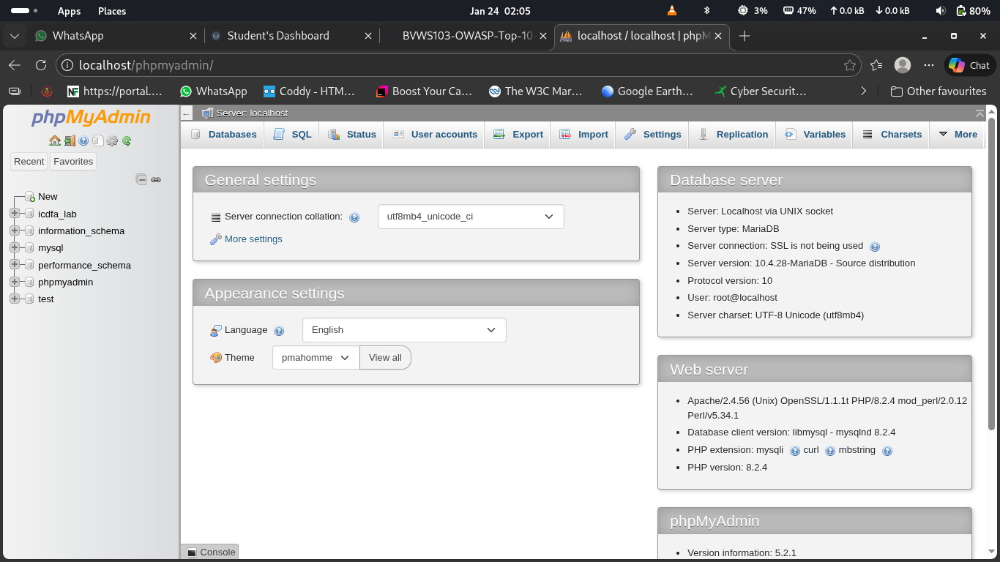 Apps Places Jan 24 02:05 3% 47% 0.0 kB 0.0 kB 80%
WhatsApp Student's Dashboard BVWS103-OWASP-Top-10 localhost / localhost | phpM
localhost/phpmyadmin/ Chat
https://portal.... WhatsApp Coddy - HTM... Boost Your Ca... The W3C Mar... Google Earth... Cyber Securit... Other favourites
phpMyAdmin
Recent Favorites
New
icdfa_lab
information_schema
mysql
performance_schema
phpmyadmin
test
Server: localhost
Databases SQL Status User accounts Export Import Settings Replication Variables Charsets More
General settings
Server connection collation: utf8mb4_unicode_ci
More settings
Appearance settings
Language English
Theme pmahomme View all
Database server
Server: Localhost via UNIX socket
Server type: MariaDB
Server connection: SSL is not being used
Server version: 10.4.28-MariaDB - Source distribution
Protocol version: 10
User: root@localhost
Server charset: UTF-8 Unicode (utf8mb4)
Web server
Apache/2.4.56 (Unix) OpenSSL/1.1.1t PHP/8.2.4 mod_perl/2.0.12
Perl/v5.34.1
Database client version: libmysql - mysqlnd 8.2.4
PHP extension: mysqli curl mbstring
PHP version: 8.2.4
phpMyAdmin
Version information: 5.2.1
Console